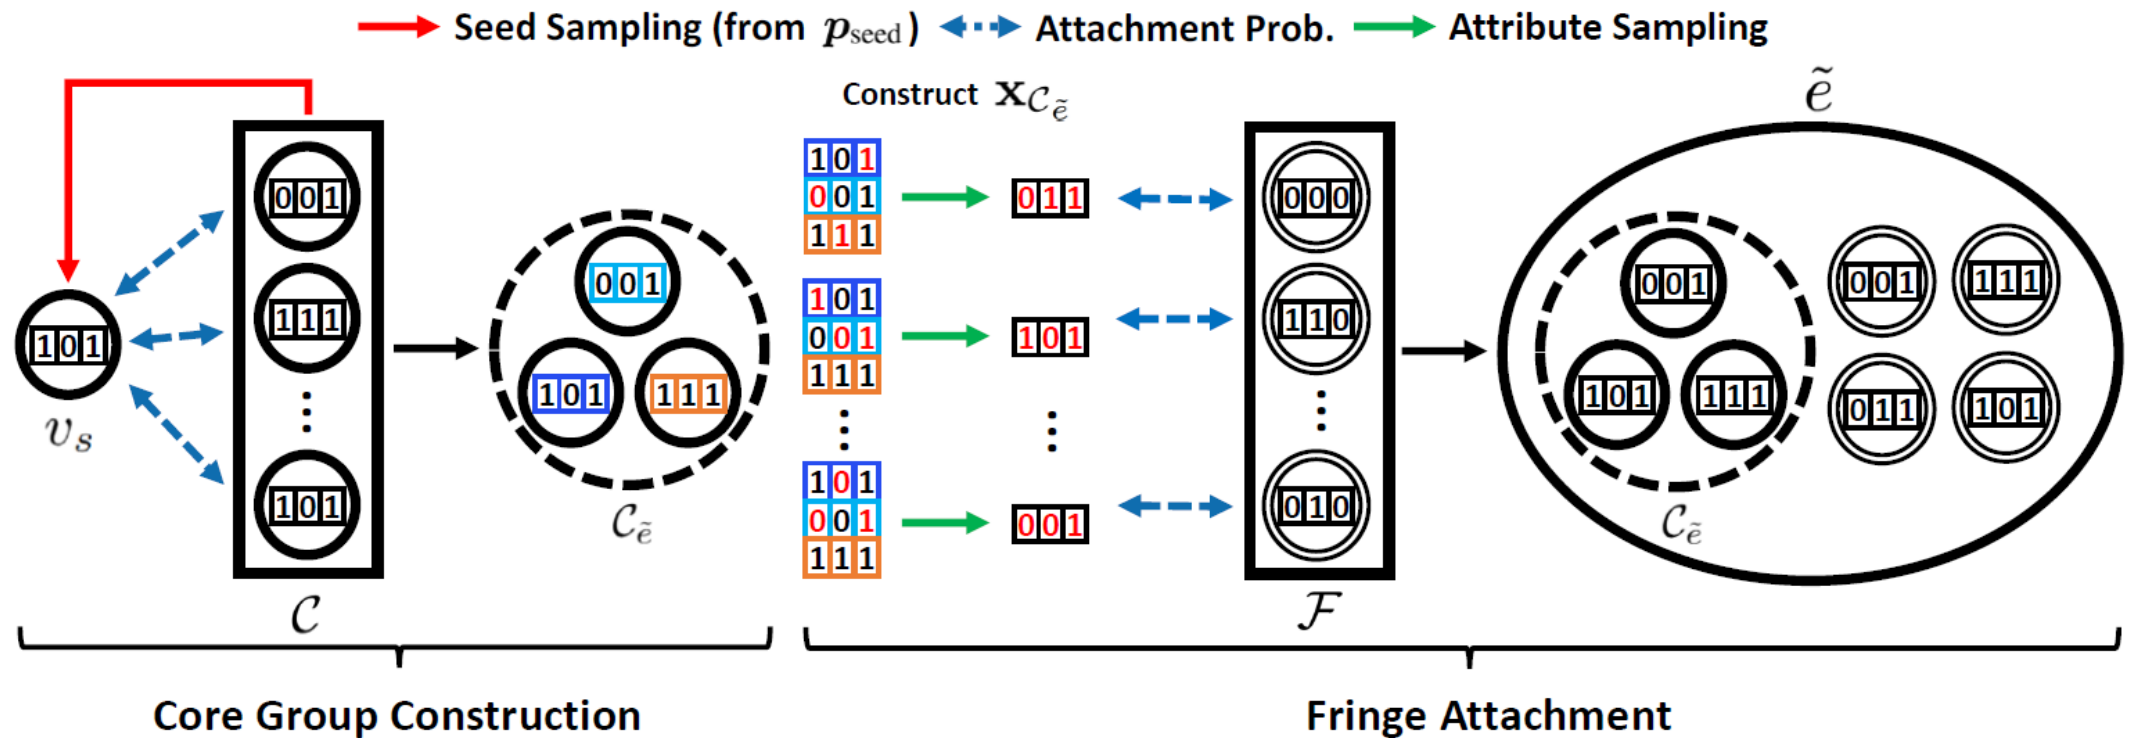 Seed Sampling (from p_seed) Attachment Prob. Attribute Sampling
Construct x_{C_ẽ}
ẽ
001
111
⋮
101
C
101
v_s
001
101 111
C_ẽ
101
001
111
011
101
001
111
101
⋮ ⋮
101
001
111
001
000
110
⋮
010
F
001
101 111
C_ẽ
001 111
011 101
Core Group Construction
Fringe Attachment